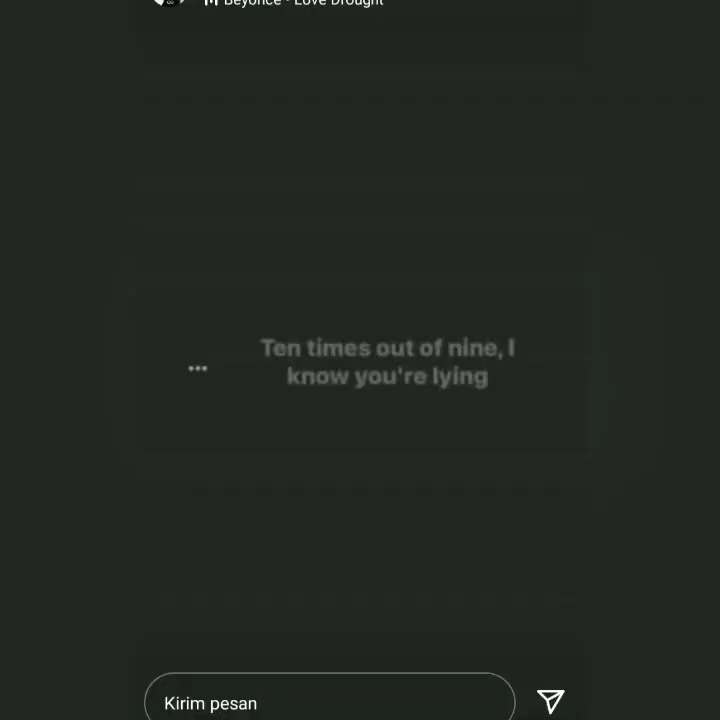 Beyoncé · Love Drought
Ten times out of nine, I
know you're lying
Kirim pesan